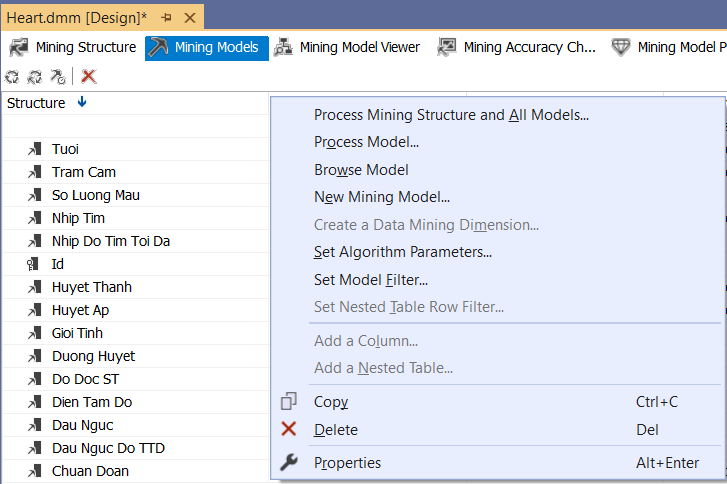 Heart.dmm [Design]*
Mining Structure Mining Models Mining Model Viewer Mining Accuracy Ch... Mining Model P
Structure
Process Mining Structure and All Models...
Tuoi Process Model...
Tram Cam Browse Model
So Luong Mau New Mining Model...
Nhip Tim Create a Data Mining Dimension...
Nhip Do Tim Toi Da Set Algorithm Parameters...
Id Set Model Filter...
Huyet Thanh
Huyet Ap Set Nested Table Row Filter...
Gioi Tinh Add a Column...
Duong Huyet Add a Nested Table...
Do Doc ST
Dien Tam Do Copy Ctrl+C
Dau Nguc Delete Del
Dau Nguc Do TTD
Chuan Doan Properties Alt+Enter